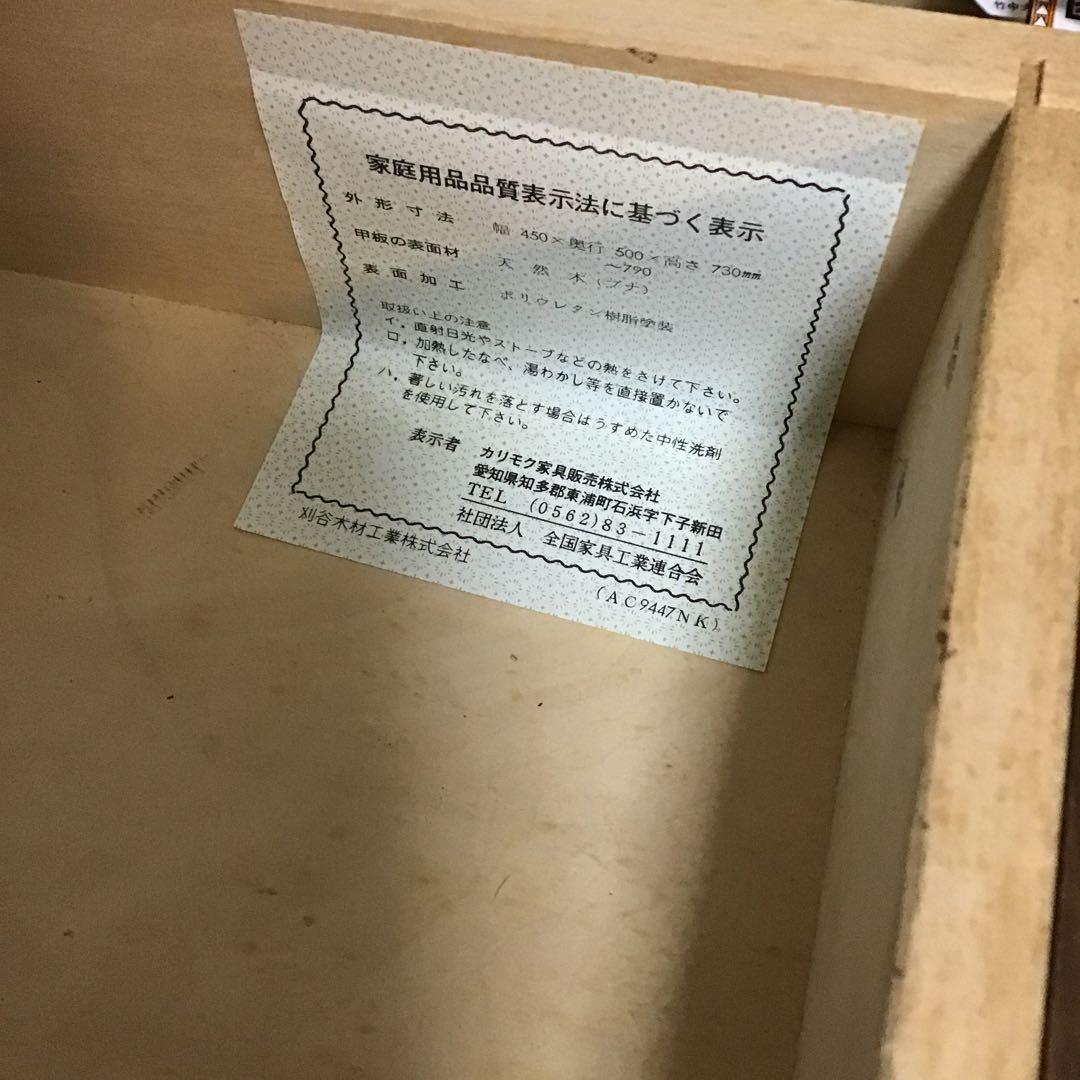 家庭用品品質表示法に基づく表示
外形寸法 幅 450×奥行 500×高さ 730mm
～790
甲板の表面材 天然木(ブナ)
表面加工 ポリウレタン樹脂塗装
取扱い上の注意
イ．直射日光やストーブなどの熱をさけて下さい。
ロ．加熱したなべ、湯わかし等を直接置かないで
下さい。
ハ．著しい汚れを落とす場合はうすめた中性洗剤
を使用して下さい。
表示者 カリモク家具販売株式会社
愛知県知多郡東浦町石浜字下子新田
TEL (0562)83-1111
社団法人 全国家具工業連合会
刈谷木材工業株式会社
(AC9447NK)